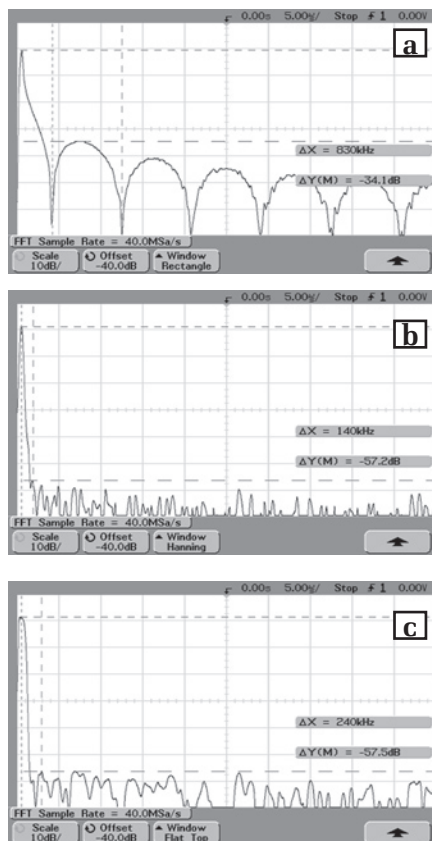 0.00s 5.00㎲/ Stop 𝑓 1 0.00V
a
ΔX = 830kHz
ΔY(M) = -34.1dB
FFT Sample Rate = 40.0MSa/s
Scale Offset Window
10dB/ -40.0dB Rectangle
0.00s 5.00㎲/ Stop 𝑓 1 0.00V
b
ΔX = 140kHz
ΔY(M) = -57.2dB
FFT Sample Rate = 40.0MSa/s
Scale Offset Window
10dB/ -40.0dB Hanning
0.00s 5.00㎲/ Stop 𝑓 1 0.00V
c
ΔX = 240kHz
ΔY(M) = -57.5dB
FFT Sample Rate = 40.0MSa/s
Scale Offset Window
10dB/ -40.0dB Flat Top